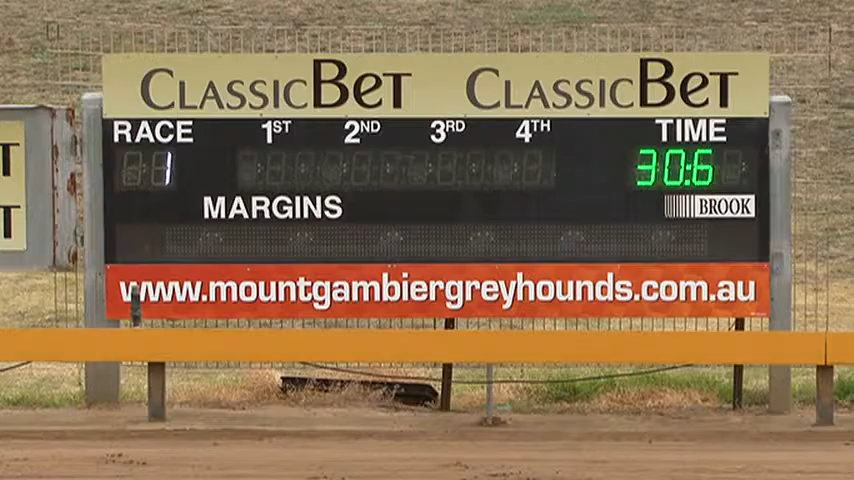 CLASSICBET CLASSICBET
RACE 1ST 2ND 3RD 4TH TIME
1 30:6
MARGINS
BROOK
www.mountgambiergreyhounds.com.au
T
T